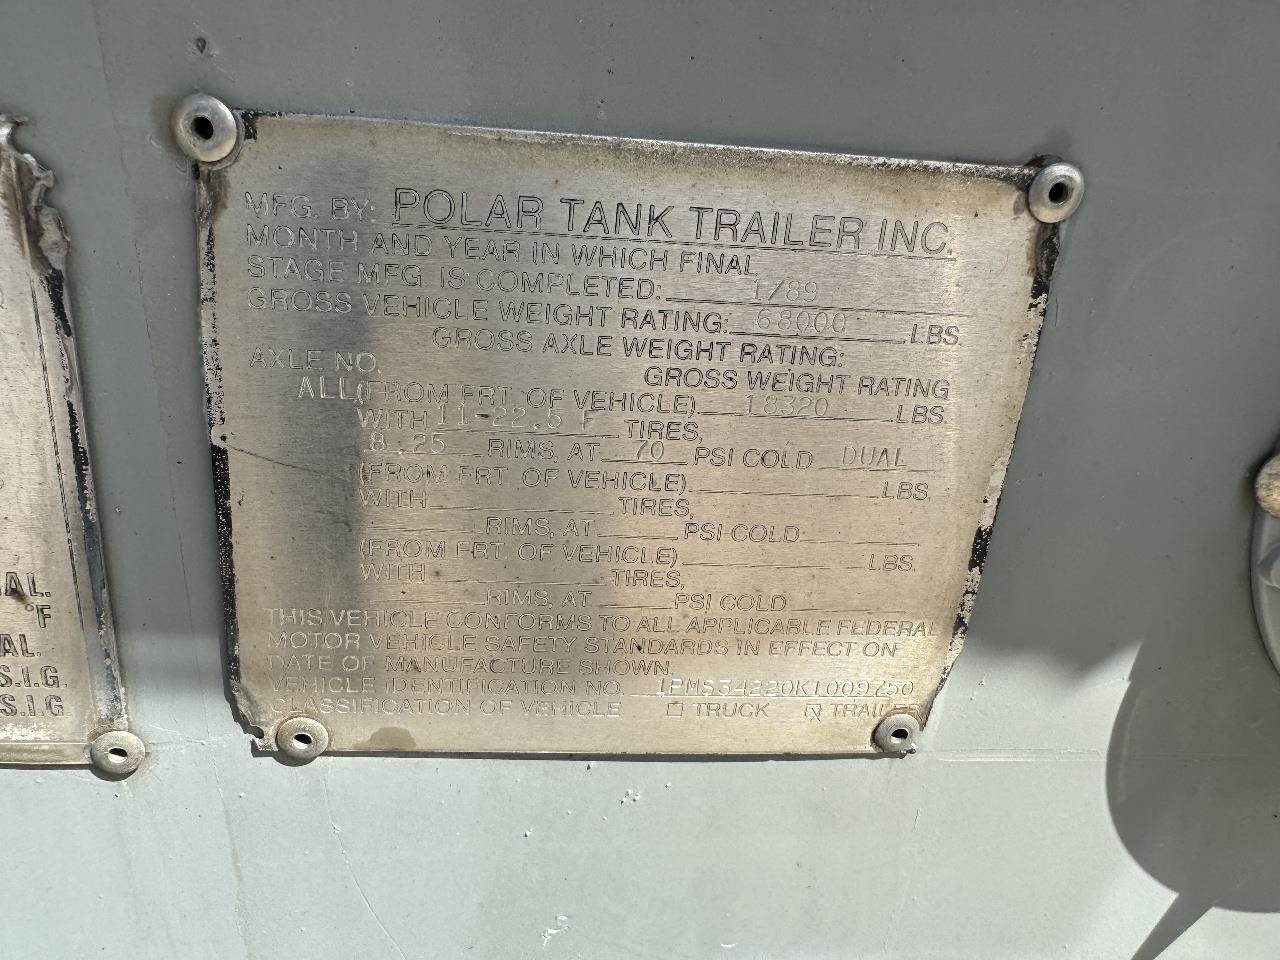 MFG. BY: POLAR TANK TRAILER INC.
MONTH AND YEAR IN WHICH FINAL
STAGE MFG IS COMPLETED: 1/89
GROSS VEHICLE WEIGHT RATING: 68000 LBS.
GROSS AXLE WEIGHT RATING:
AXLE NO. GROSS WEIGHT RATING
ALL (FROM FRT. OF VEHICLE) 18320 LBS.
WITH 11-22.5 F TIRES,
8.25 RIMS, AT 70 PSI COLD DUAL
(FROM FRT. OF VEHICLE) LBS.
WITH TIRES,
RIMS, AT PSI COLD
(FROM FRT. OF VEHICLE) LBS.
WITH TIRES,
RIMS, AT PSI COLD
THIS VEHICLE CONFORMS TO ALL APPLICABLE FEDERAL
MOTOR VEHICLE SAFETY STANDARDS IN EFFECT ON
DATE OF MANUFACTURE SHOWN.
VEHICLE IDENTIFICATION NO. 1PMS34220K1009750
CLASSIFICATION OF VEHICLE TRUCK TRAILER
AL.
°F
AL.
S.I.G.
S.I.G